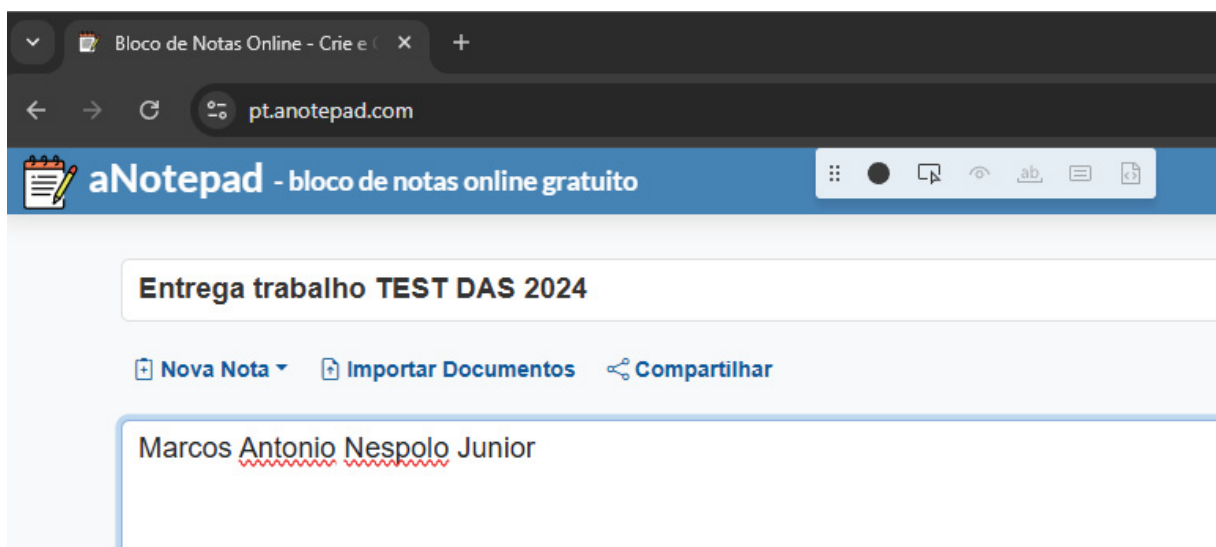 Bloco de Notas Online - Crie e
pt.anotepad.com
aNotepad - bloco de notas online gratuito
ab
Entrega trabalho TEST DAS 2024
Nova Nota Importar Documentos Compartilhar
Marcos Antonio Nespolo Junior